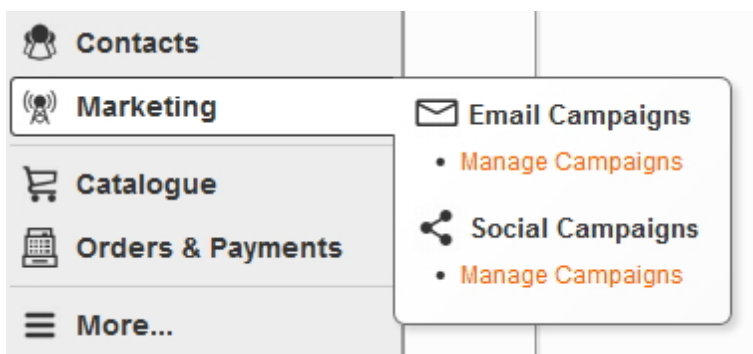 Contacts
Marketing
Catalogue
Orders & Payments
More...
Email Campaigns
• Manage Campaigns
Social Campaigns
• Manage Campaigns